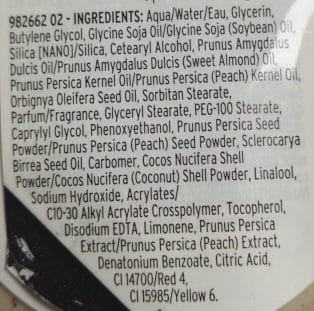 982662 02 - INGREDIENTS: Aqua/Water/Eau, Glycerin,
Butylene Glycol, Glycine Soja Oil/Glycine Soja (Soybean) Oil,
Silica [NANO]/Silica, Cetearyl Alcohol, Prunus Amygdalus
Dulcis Oil/Prunus Amygdalus Dulcis (Sweet Almond) Oil,
Prunus Persica Kernel Oil/Prunus Persica (Peach) Kernel Oil,
Orbignya Oleifera Seed Oil, Sorbitan Stearate,
Parfum/Fragrance, Glyceryl Stearate, PEG-100 Stearate,
Caprylyl Glycol, Phenoxyethanol, Prunus Persica Seed
Powder/Prunus Persica (Peach) Seed Powder, Sclerocarya
Birrea Seed Oil, Carbomer, Cocos Nucifera Shell
Powder/Cocos Nucifera (Coconut) Shell Powder, Linalool,
Sodium Hydroxide, Acrylates/
C10-30 Alkyl Acrylate Crosspolymer, Tocopherol,
Disodium EDTA, Limonene, Prunus Persica
Extract/Prunus Persica (Peach) Extract,
Denatonium Benzoate, Citric Acid,
CI 14700/Red 4,
CI 15985/Yellow 6.